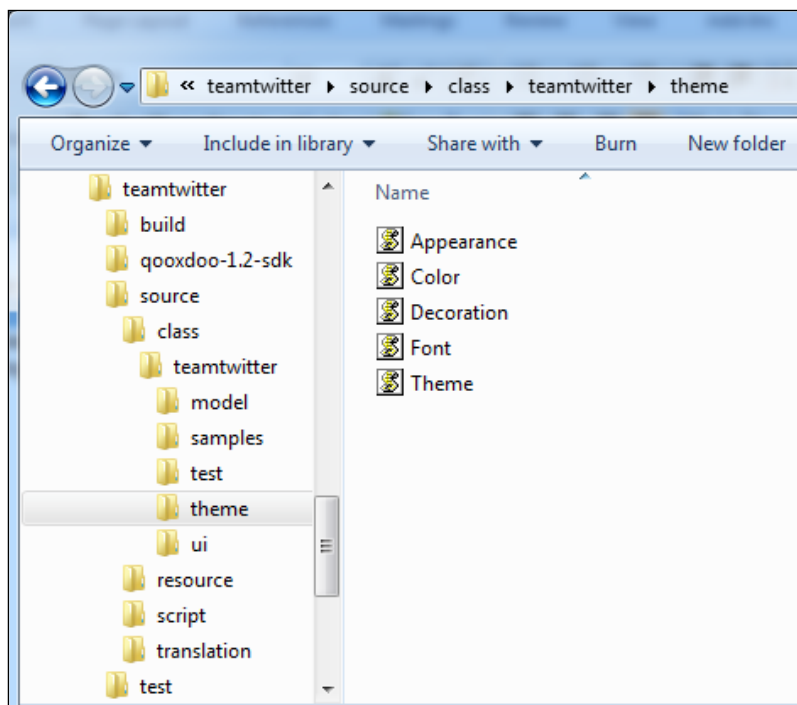 « teamtwitter ▸ source ▸ class ▸ teamtwitter ▸ theme
Organize ▾ Include in library ▾ Share with ▾ Burn New folder
teamtwitter
build
qooxdoo-1.2-sdk
source
class
teamtwitter
model
samples
test
theme
ui
resource
script
translation
test
Name
Appearance
Color
Decoration
Font
Theme